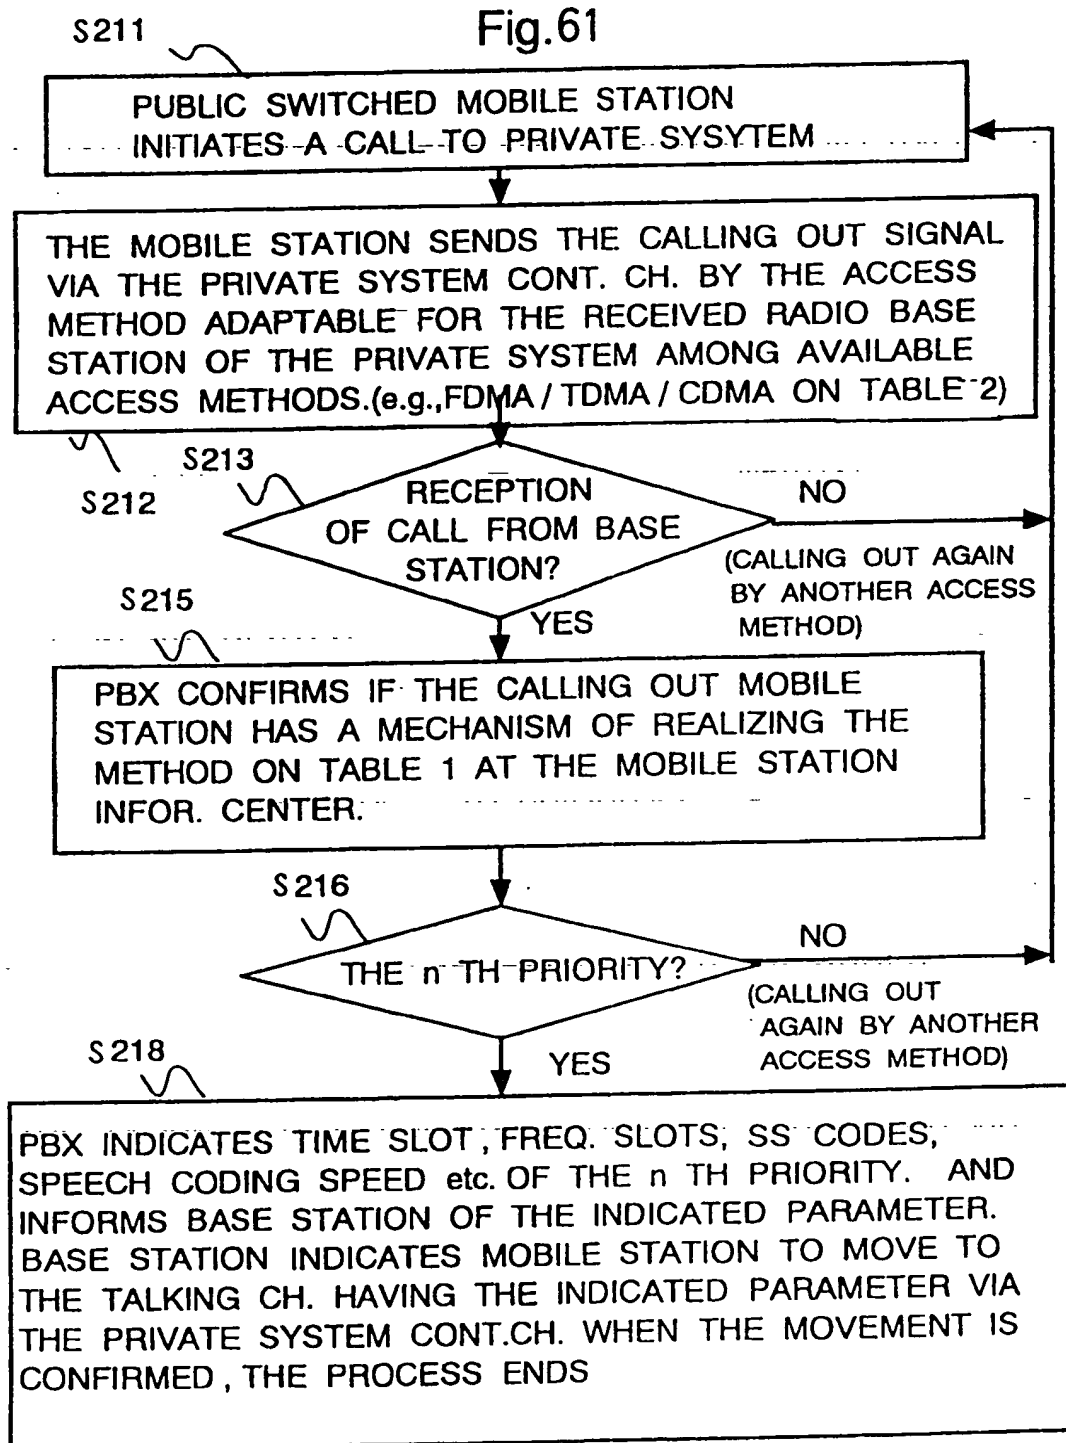 Fig.61
S211
PUBLIC SWITCHED MOBILE STATION
INITIATES A CALL TO PRIVATE SYSYTEM
THE MOBILE STATION SENDS THE CALLING OUT SIGNAL
VIA THE PRIVATE SYSTEM CONT. CH. BY THE ACCESS
METHOD ADAPTABLE FOR THE RECEIVED RADIO BASE
STATION OF THE PRIVATE SYSTEM AMONG AVAILABLE
ACCESS METHODS.(e.g.,FDMA / TDMA / CDMA ON TABLE 2)
S212
S213
RECEPTION
OF CALL FROM BASE
STATION?
NO
(CALLING OUT AGAIN
BY ANOTHER ACCESS
METHOD)
YES
S215
PBX CONFIRMS IF THE CALLING OUT MOBILE
STATION HAS A MECHANISM OF REALIZING THE
METHOD ON TABLE 1 AT THE MOBILE STATION
INFOR. CENTER.
S216
THE n TH PRIORITY?
NO
(CALLING OUT
AGAIN BY ANOTHER
ACCESS METHOD)
YES
S218
PBX INDICATES TIME SLOT , FREQ. SLOTS, SS CODES,
SPEECH CODING SPEED etc. OF THE n TH PRIORITY. AND
INFORMS BASE STATION OF THE INDICATED PARAMETER.
BASE STATION INDICATES MOBILE STATION TO MOVE TO
THE TALKING CH. HAVING THE INDICATED PARAMETER VIA
THE PRIVATE SYSTEM CONT.CH. WHEN THE MOVEMENT IS
CONFIRMED , THE PROCESS ENDS